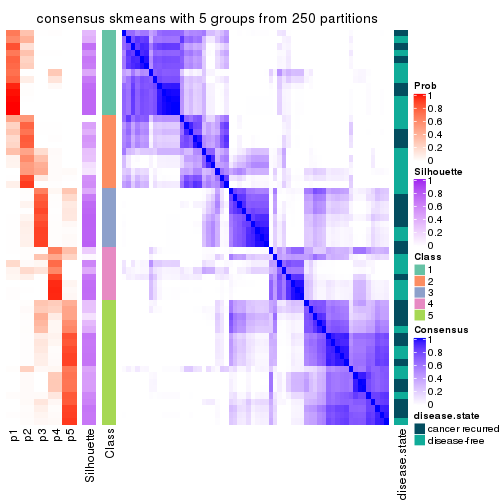 consensus skmeans with 5 groups from 250 partitions
Prob
1
0.8
0.6
0.4
0.2
0
Silhouette
1
0.8
0.6
0.4
0.2
0
Class
1
2
3
4
5
Consensus
1
0.8
0.6
0.4
0.2
0
disease.state
cancer recurred
disease-free
p1
p2
p3
p4
p5
Silhouette
Class
disease.state